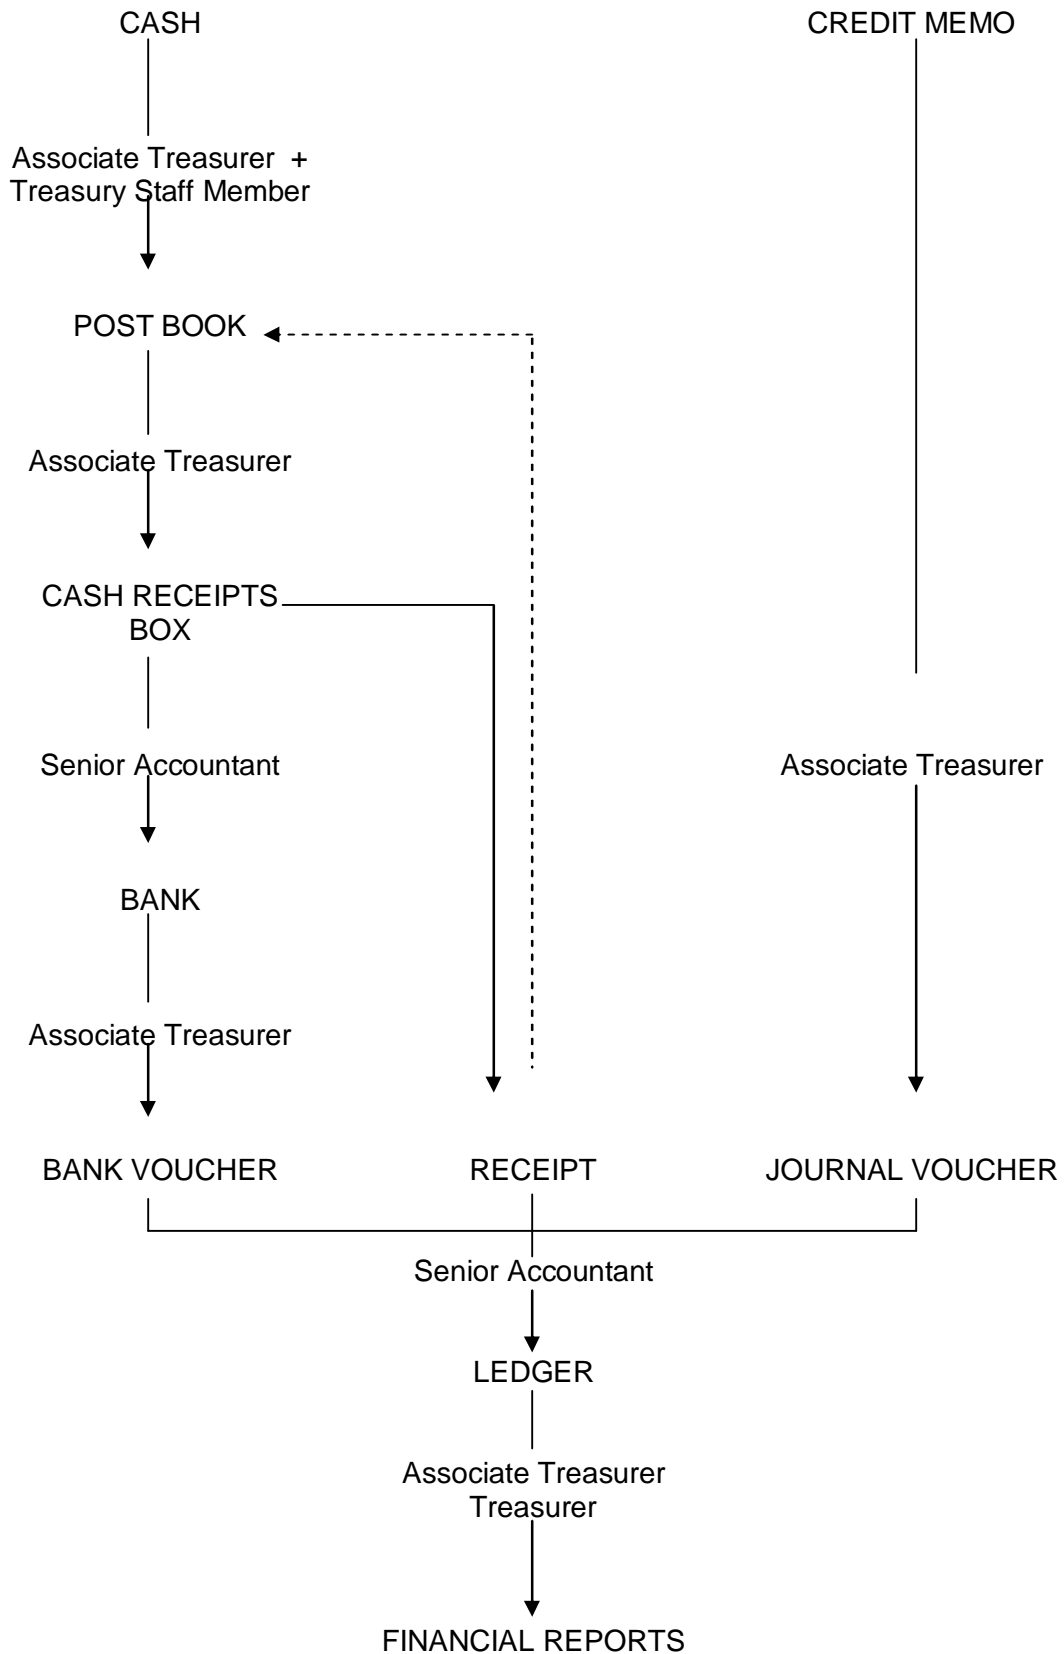 CASH
CREDIT MEMO
Associate Treasurer +
Treasury Staff Member
POST BOOK
Associate Treasurer
CASH RECEIPTS
BOX
Senior Accountant
Associate Treasurer
BANK
Associate Treasurer
BANK VOUCHER
RECEIPT
JOURNAL VOUCHER
Senior Accountant
LEDGER
Associate Treasurer
Treasurer
FINANCIAL REPORTS